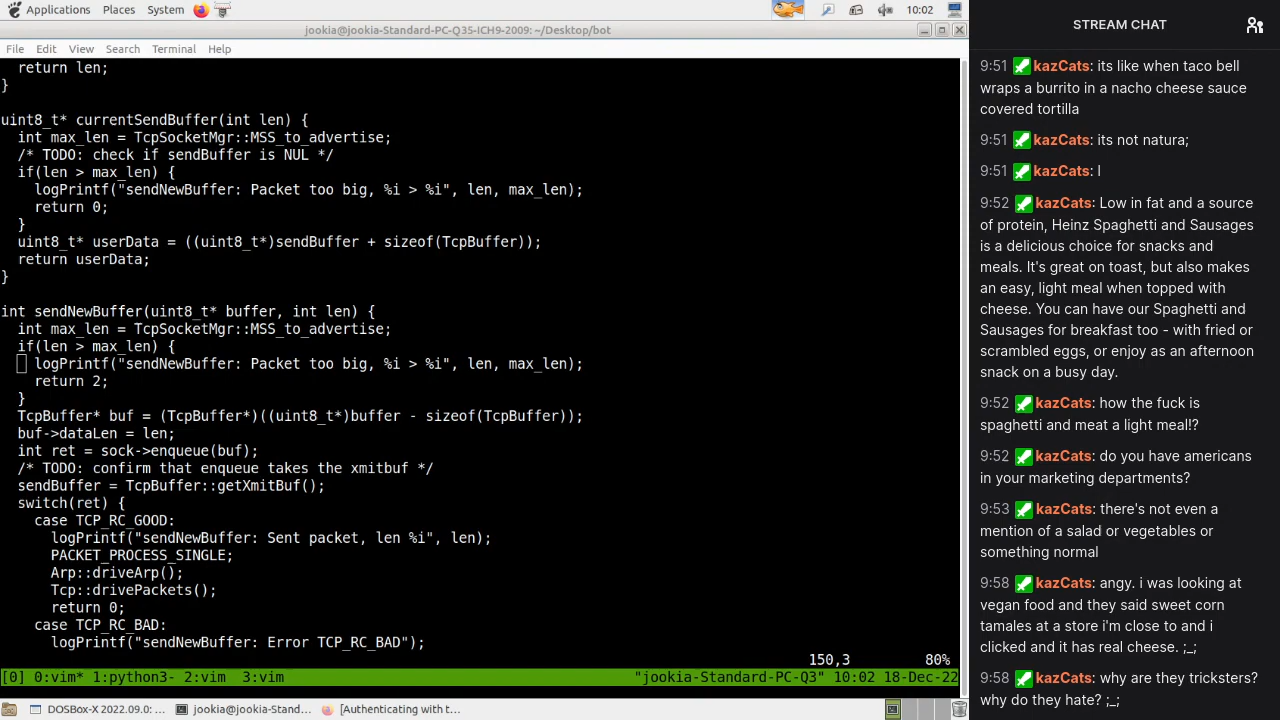 Applications Places System 10:02
jookia@jookia-Standard-PC-Q35-ICH9-2009: ~/Desktop/bot
File Edit View Search Terminal Help
  return len;
}

uint8_t* currentSendBuffer(int len) {
  int max_len = TcpSocketMgr::MSS_to_advertise;
  /* TODO: check if sendBuffer is NUL */
  if(len > max_len) {
    logPrintf("sendNewBuffer: Packet too big, %i > %i", len, max_len);
    return 0;
  }
  uint8_t* userData = ((uint8_t*)sendBuffer + sizeof(TcpBuffer));
  return userData;
}

int sendNewBuffer(uint8_t* buffer, int len) {
  int max_len = TcpSocketMgr::MSS_to_advertise;
  if(len > max_len) {
    logPrintf("sendNewBuffer: Packet too big, %i > %i", len, max_len);
    return 2;
  }
  TcpBuffer* buf = (TcpBuffer*)((uint8_t*)buffer - sizeof(TcpBuffer));
  buf->dataLen = len;
  int ret = sock->enqueue(buf);
  /* TODO: confirm that enqueue takes the xmitbuf */
  sendBuffer = TcpBuffer::getXmitBuf();
  switch(ret) {
    case TCP_RC_GOOD:
      logPrintf("sendNewBuffer: Sent packet, len %i", len);
      PACKET_PROCESS_SINGLE;
      Arp::driveArp();
      Tcp::drivePackets();
      return 0;
    case TCP_RC_BAD:
      logPrintf("sendNewBuffer: Error TCP_RC_BAD");
150,3 80%
[0] 0:vim* 1:python3- 2:vim  3:vim "jookia-Standard-PC-Q3" 10:02 18-Dec-22
DOSBox-X 2022.09.0: ... jookia@jookia-Stand... [Authenticating with t...
STREAM CHAT
9:51 kazCats: its like when taco bell
wraps a burrito in a nacho cheese sauce
covered tortilla
9:51 kazCats: its not natura;
9:51 kazCats: l
9:52 kazCats: Low in fat and a source
of protein, Heinz Spaghetti and Sausages
is a delicious choice for snacks and
meals. It's great on toast, but also makes
an easy, light meal when topped with
cheese. You can have our Spaghetti and
Sausages for breakfast too - with fried or
scrambled eggs, or enjoy as an afternoon
snack on a busy day.
9:52 kazCats: how the fuck is
spaghetti and meat a light meal!?
9:52 kazCats: do you have americans
in your marketing departments?
9:53 kazCats: there's not even a
mention of a salad or vegetables or
something normal
9:58 kazCats: angry. i was looking at
vegan food and they said sweet corn
tamales at a store i'm close to and i
clicked and it has real cheese. ;_;
9:58 kazCats: why are they tricksters?
why do they hate? ;_;